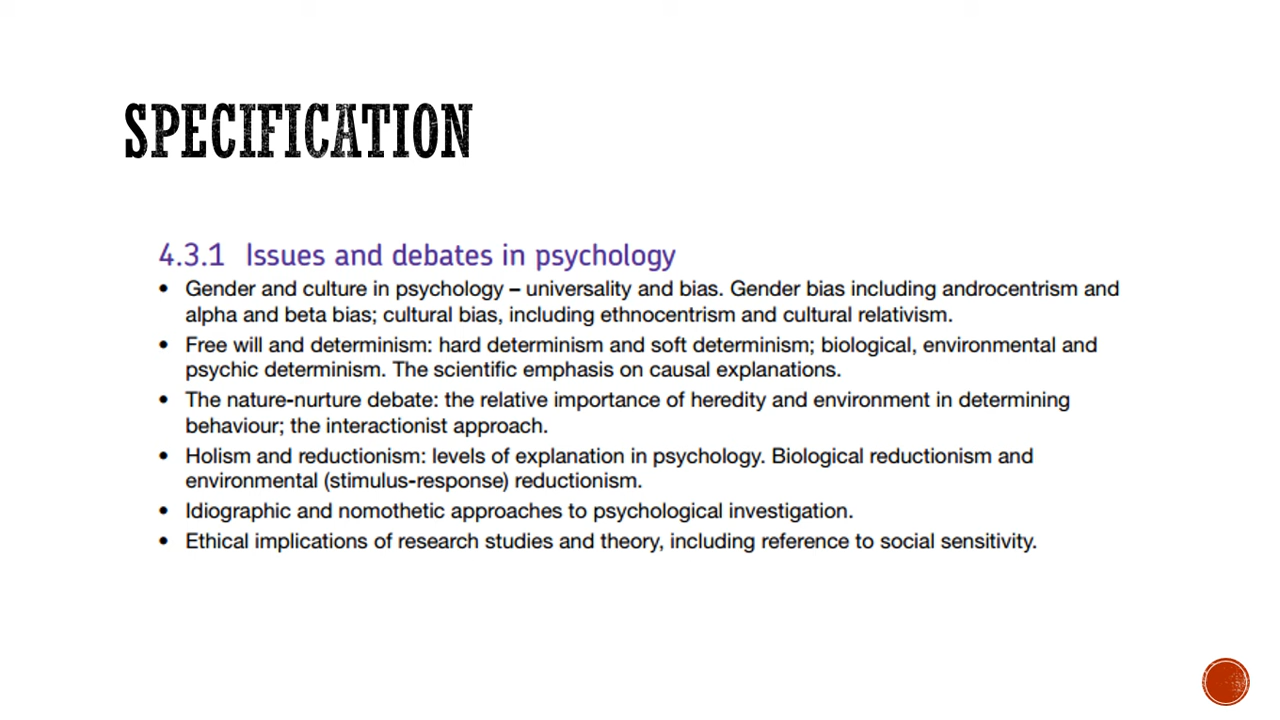 SPECIFICATION
4.3.1 Issues and debates in psychology
• Gender and culture in psychology – universality and bias. Gender bias including androcentrism and
alpha and beta bias; cultural bias, including ethnocentrism and cultural relativism.
• Free will and determinism: hard determinism and soft determinism; biological, environmental and
psychic determinism. The scientific emphasis on causal explanations.
• The nature-nurture debate: the relative importance of heredity and environment in determining
behaviour; the interactionist approach.
• Holism and reductionism: levels of explanation in psychology. Biological reductionism and
environmental (stimulus-response) reductionism.
• Idiographic and nomothetic approaches to psychological investigation.
• Ethical implications of research studies and theory, including reference to social sensitivity.